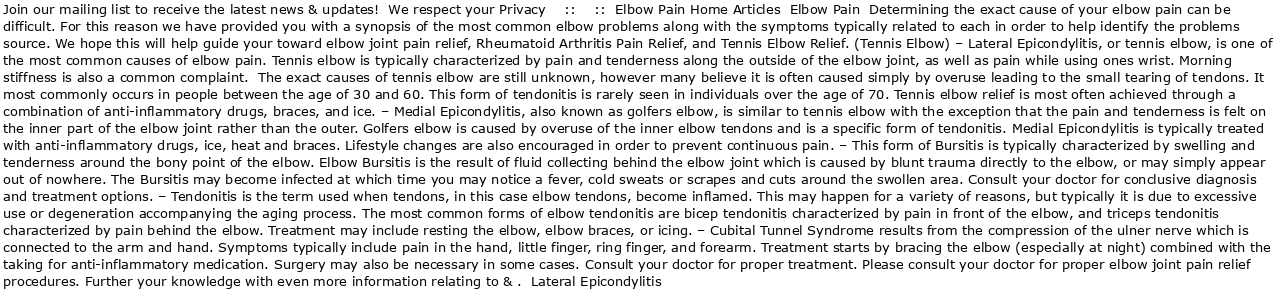 Join our mailing list to receive the latest news & updates!  We respect your Privacy    ::    ::  Elbow Pain Home Articles  Elbow Pain  Determining the exact cause of your elbow pain can be
difficult. For this reason we have provided you with a synopsis of the most common elbow problems along with the symptoms typically related to each in order to help identify the problems
source. We hope this will help guide your toward elbow joint pain relief, Rheumatoid Arthritis Pain Relief, and Tennis Elbow Relief. (Tennis Elbow) – Lateral Epicondylitis, or tennis elbow, is one of
the most common causes of elbow pain. Tennis elbow is typically characterized by pain and tenderness along the outside of the elbow joint, as well as pain while using ones wrist. Morning
stiffness is also a common complaint.  The exact causes of tennis elbow are still unknown, however many believe it is often caused simply by overuse leading to the small tearing of tendons. It
most commonly occurs in people between the age of 30 and 60. This form of tendonitis is rarely seen in individuals over the age of 70. Tennis elbow relief is most often achieved through a
combination of anti-inflammatory drugs, braces, and ice. – Medial Epicondylitis, also known as golfers elbow, is similar to tennis elbow with the exception that the pain and tenderness is felt on
the inner part of the elbow joint rather than the outer. Golfers elbow is caused by overuse of the inner elbow tendons and is a specific form of tendonitis. Medial Epicondylitis is typically treated
with anti-inflammatory drugs, ice, heat and braces. Lifestyle changes are also encouraged in order to prevent continuous pain. – This form of Bursitis is typically characterized by swelling and
tenderness around the bony point of the elbow. Elbow Bursitis is the result of fluid collecting behind the elbow joint which is caused by blunt trauma directly to the elbow, or may simply appear
out of nowhere. The Bursitis may become infected at which time you may notice a fever, cold sweats or scrapes and cuts around the swollen area. Consult your doctor for conclusive diagnosis
and treatment options. – Tendonitis is the term used when tendons, in this case elbow tendons, become inflamed. This may happen for a variety of reasons, but typically it is due to excessive
use or degeneration accompanying the aging process. The most common forms of elbow tendonitis are bicep tendonitis characterized by pain in front of the elbow, and triceps tendonitis
characterized by pain behind the elbow. Treatment may include resting the elbow, elbow braces, or icing. – Cubital Tunnel Syndrome results from the compression of the ulner nerve which is
connected to the arm and hand. Symptoms typically include pain in the hand, little finger, ring finger, and forearm. Treatment starts by bracing the elbow (especially at night) combined with the
taking for anti-inflammatory medication. Surgery may also be necessary in some cases. Consult your doctor for proper treatment. Please consult your doctor for proper elbow joint pain relief
procedures. Further your knowledge with even more information relating to & .  Lateral Epicondylitis